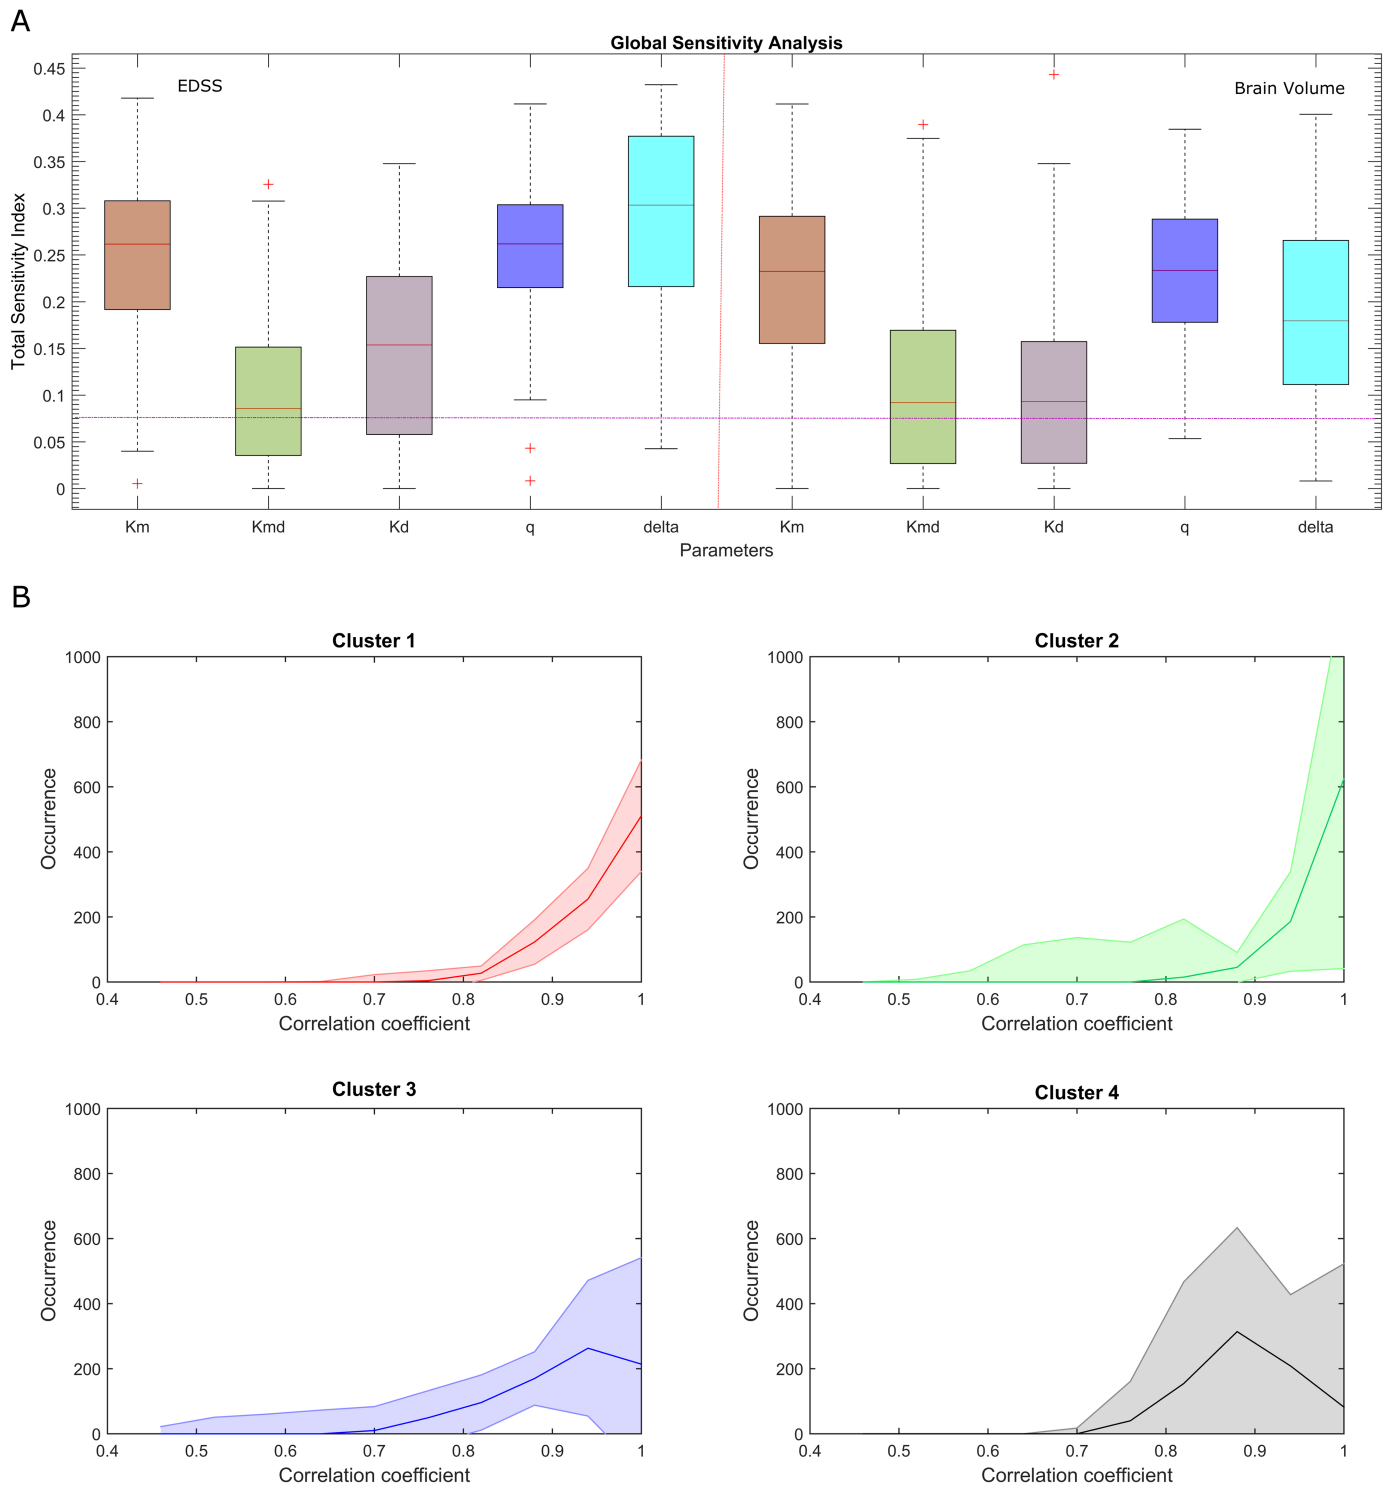 A
Global Sensitivity Analysis
EDSS
Brain Volume
Total Sensitivity Index
0.45
0.4
0.35
0.3
0.25
0.2
0.15
0.1
0.05
0
Km Kmd Kd q delta Km Kmd Kd q delta
Parameters
B
Cluster 1
Occurrence
1000
800
600
400
200
0
0.4 0.5 0.6 0.7 0.8 0.9 1
Correlation coefficient
Cluster 2
Occurrence
1000
800
600
400
200
0
0.4 0.5 0.6 0.7 0.8 0.9 1
Correlation coefficient
Cluster 3
Occurrence
1000
800
600
400
200
0
0.4 0.5 0.6 0.7 0.8 0.9 1
Correlation coefficient
Cluster 4
Occurrence
1000
800
600
400
200
0
0.4 0.5 0.6 0.7 0.8 0.9 1
Correlation coefficient